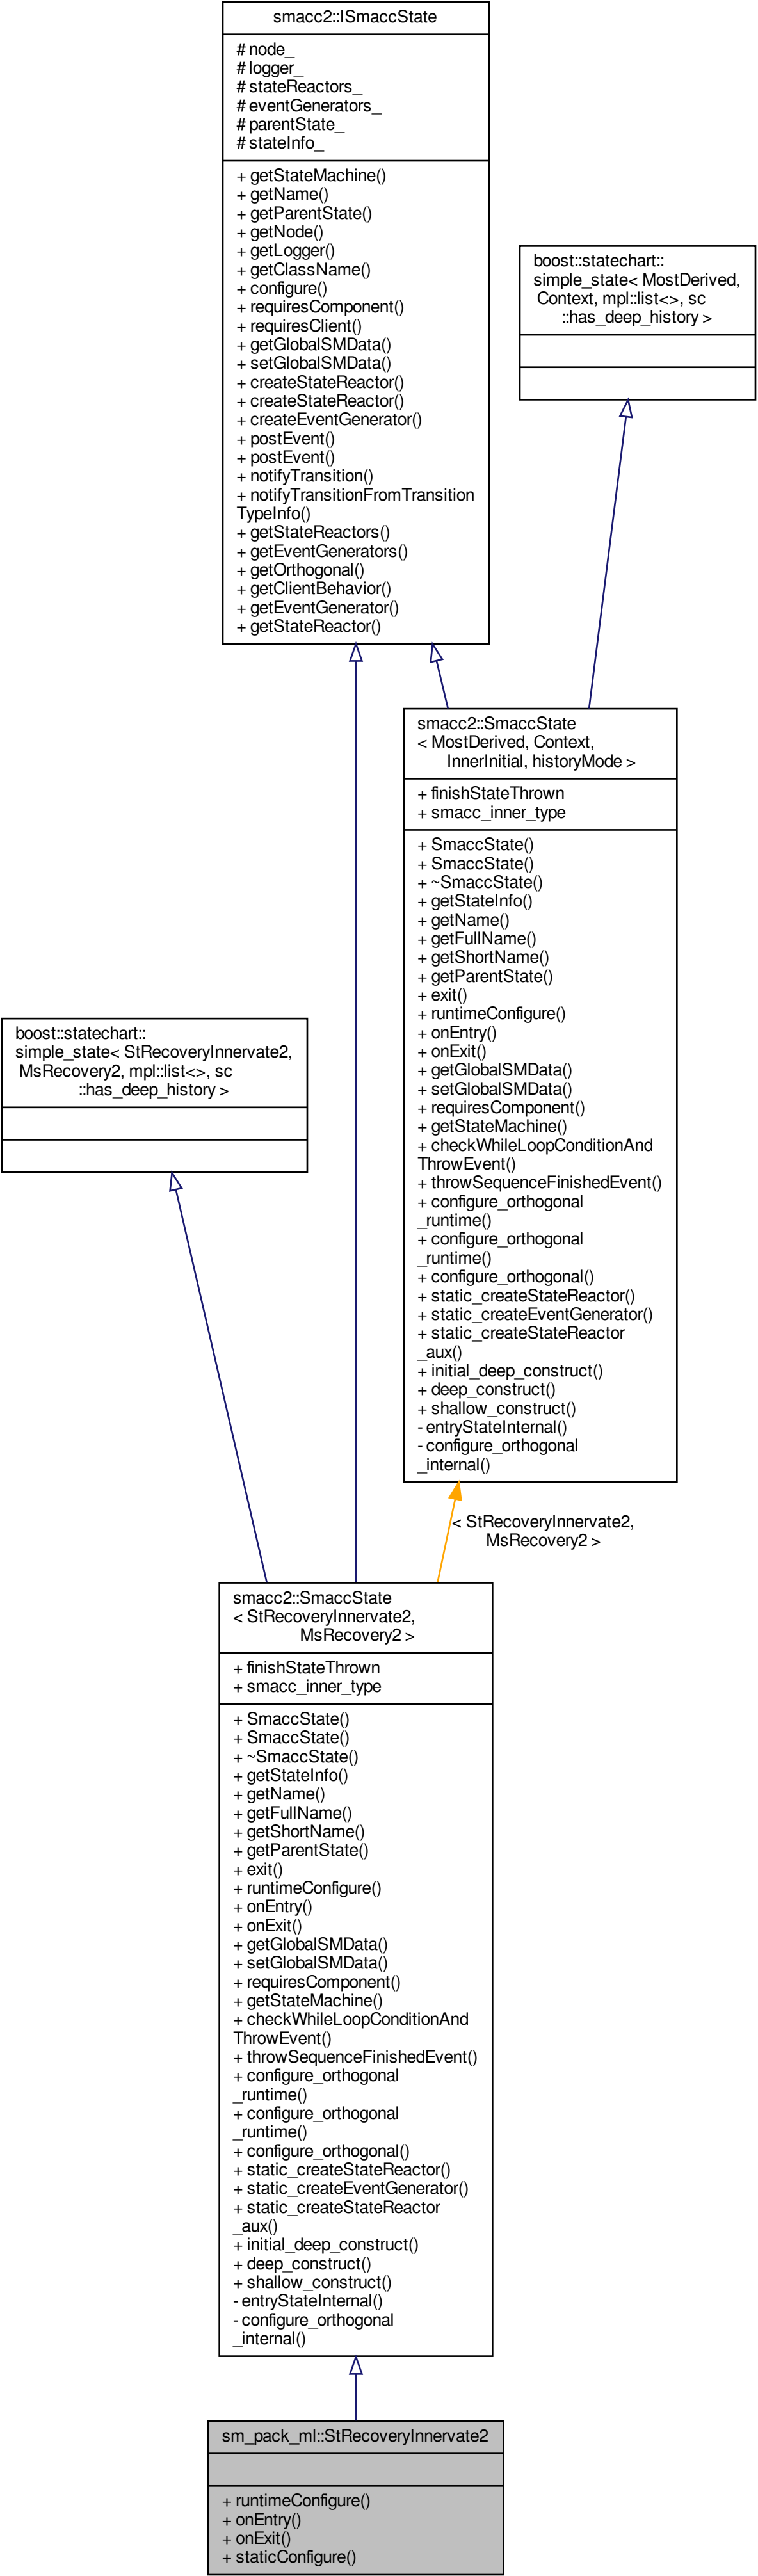 smacc2::ISmaccState
# node_
# logger_
# stateReactors_
# eventGenerators_
# parentState_
# stateInfo_
+ getStateMachine()
+ getName()
+ getParentState()
+ getNode()
+ getLogger()
+ getClassName()
+ configure()
+ requiresComponent()
+ requiresClient()
+ getGlobalSMData()
+ setGlobalSMData()
+ createStateReactor()
+ createStateReactor()
+ createEventGenerator()
+ postEvent()
+ postEvent()
+ notifyTransition()
+ notifyTransitionFromTransition
TypeInfo()
+ getStateReactors()
+ getEventGenerators()
+ getOrthogonal()
+ getClientBehavior()
+ getEventGenerator()
+ getStateReactor()
boost::statechart::
simple_state< MostDerived,
Context, mpl::list<>, sc
::has_deep_history >
smacc2::SmaccState
< MostDerived, Context,
InnerInitial, historyMode >
+ finishStateThrown
+ smacc_inner_type
+ SmaccState()
+ SmaccState()
+ ~SmaccState()
+ getStateInfo()
+ getName()
+ getFullName()
+ getShortName()
+ getParentState()
+ exit()
+ runtimeConfigure()
+ onEntry()
+ onExit()
+ getGlobalSMData()
+ setGlobalSMData()
+ requiresComponent()
+ getStateMachine()
+ checkWhileLoopConditionAnd
ThrowEvent()
+ throwSequenceFinishedEvent()
+ configure_orthogonal
_runtime()
+ configure_orthogonal
_runtime()
+ configure_orthogonal()
+ static_createStateReactor()
+ static_createEventGenerator()
+ static_createStateReactor
_aux()
+ initial_deep_construct()
+ deep_construct()
+ shallow_construct()
- entryStateInternal()
- configure_orthogonal
_internal()
boost::statechart::
simple_state< StRecoveryInnervate2,
MsRecovery2, mpl::list<>, sc
::has_deep_history >
< StRecoveryInnervate2,
MsRecovery2 >
smacc2::SmaccState
< StRecoveryInnervate2,
MsRecovery2 >
+ finishStateThrown
+ smacc_inner_type
+ SmaccState()
+ SmaccState()
+ ~SmaccState()
+ getStateInfo()
+ getName()
+ getFullName()
+ getShortName()
+ getParentState()
+ exit()
+ runtimeConfigure()
+ onEntry()
+ onExit()
+ getGlobalSMData()
+ setGlobalSMData()
+ requiresComponent()
+ getStateMachine()
+ checkWhileLoopConditionAnd
ThrowEvent()
+ throwSequenceFinishedEvent()
+ configure_orthogonal
_runtime()
+ configure_orthogonal
_runtime()
+ configure_orthogonal()
+ static_createStateReactor()
+ static_createEventGenerator()
+ static_createStateReactor
_aux()
+ initial_deep_construct()
+ deep_construct()
+ shallow_construct()
- entryStateInternal()
- configure_orthogonal
_internal()
sm_pack_ml::StRecoveryInnervate2
+ runtimeConfigure()
+ onEntry()
+ onExit()
+ staticConfigure()